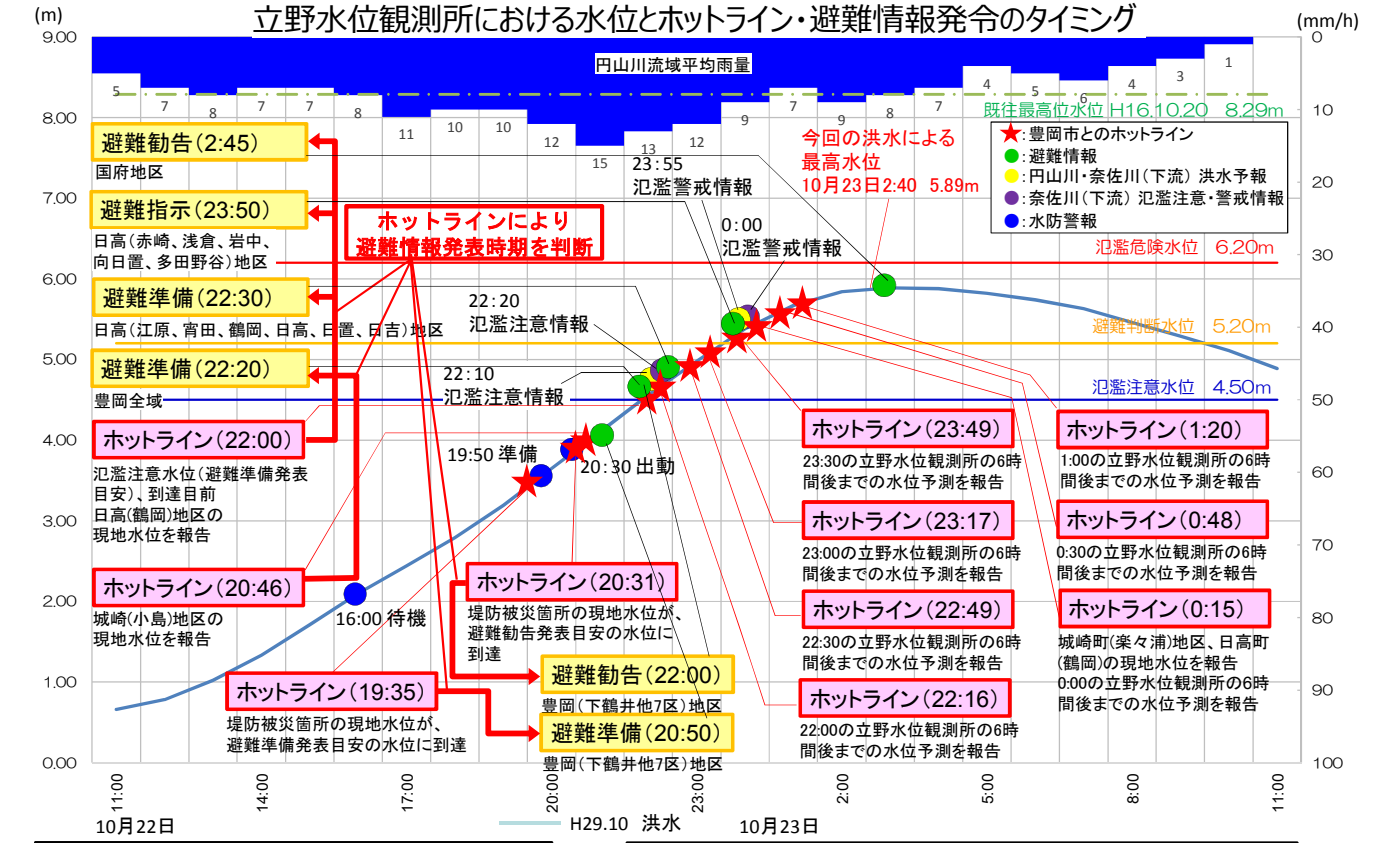 立野水位観測所における水位とホットライン・避難情報発令のタイミング
(m)
(mm/h)
9.00
8.00
7.00
6.00
5.00
4.00
3.00
2.00
1.00
0.00
0
10
20
30
40
50
60
70
80
90
100
円山川流域平均雨量
5
7
8
7
7
8
11
10
10
12
15
13
12
9
7
9
8
7
4
5
6
4
3
1
既往最高位水位 H16.10.20 8.29m
★:豊岡市とのホットライン
●:避難情報
●:円山川・奈佐川(下流) 洪水予報
●:奈佐川(下流) 氾濫注意・警戒情報
●:水防警報
今回の洪水による
最高水位
10月23日2:40 5.89m
氾濫危険水位 6.20m
避難判断水位 5.20m
氾濫注意水位 4.50m
避難勧告(2:45)
国府地区
避難指示(23:50)
日高(赤崎、浅倉、岩中、
向日置、多田野谷)地区
避難準備(22:30)
日高(江原、宵田、鶴岡、日高、日置、日吉)地区
避難準備(22:20)
豊岡全域
ホットライン(22:00)
氾濫注意水位(避難準備発表
目安)、到達目前
日高(鶴岡)地区の
現地水位を報告
ホットライン(20:46)
城崎(小島)地区の
現地水位を報告
ホットラインにより
避難情報発表時期を判断
23:55
氾濫警戒情報
0:00
氾濫警戒情報
22:20
氾濫注意情報
22:10
氾濫注意情報
19:50 準備
20:30 出動
16:00 待機
ホットライン(19:35)
堤防被災箇所の現地水位が、
避難準備発表目安の水位に到達
ホットライン(20:31)
堤防被災箇所の現地水位が、
避難勧告発表目安の水位に
到達
避難勧告(22:00)
豊岡(下鶴井他7区)地区
避難準備(20:50)
豊岡(下鶴井他7区)地区
ホットライン(23:49)
23:30の立野水位観測所の6時
間後までの水位予測を報告
ホットライン(23:17)
23:00の立野水位観測所の6時
間後までの水位予測を報告
ホットライン(22:49)
22:30の立野水位観測所の6時
間後までの水位予測を報告
ホットライン(22:16)
22:00の立野水位観測所の6時
間後までの水位予測を報告
ホットライン(1:20)
1:00の立野水位観測所の6時
間後までの水位予測を報告
ホットライン(0:48)
0:30の立野水位観測所の6時
間後までの水位予測を報告
ホットライン(0:15)
城崎町(楽々浦)地区、日高町
(鶴岡)の現地水位を報告
0:00の立野水位観測所の6時
間後までの水位予測を報告
11:00
14:00
17:00
20:00
23:00
2:00
5:00
8:00
11:00
10月22日
H29.10 洪水
10月23日